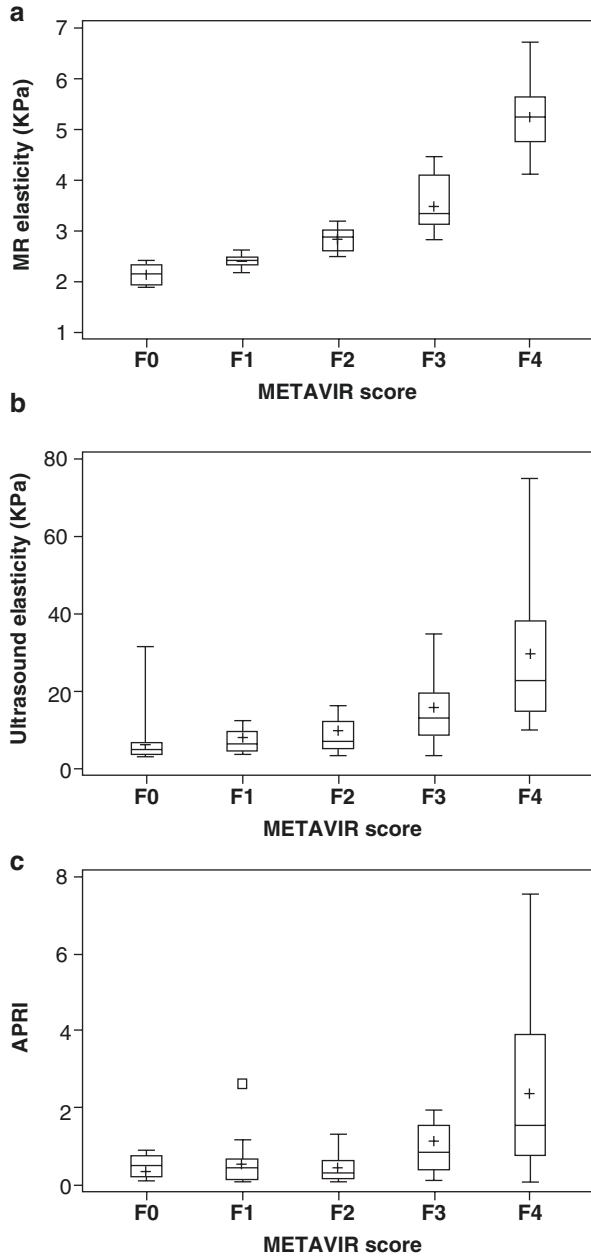 a
MR elasticity (KPa)
7
6
5
4
3
2
1
F0 F1 F2 F3 F4
METAVIR score
b
Ultrasound elasticity (KPa)
80
60
40
20
0
F0 F1 F2 F3 F4
METAVIR score
c
APRI
8
6
4
2
0
F0 F1 F2 F3 F4
METAVIR score